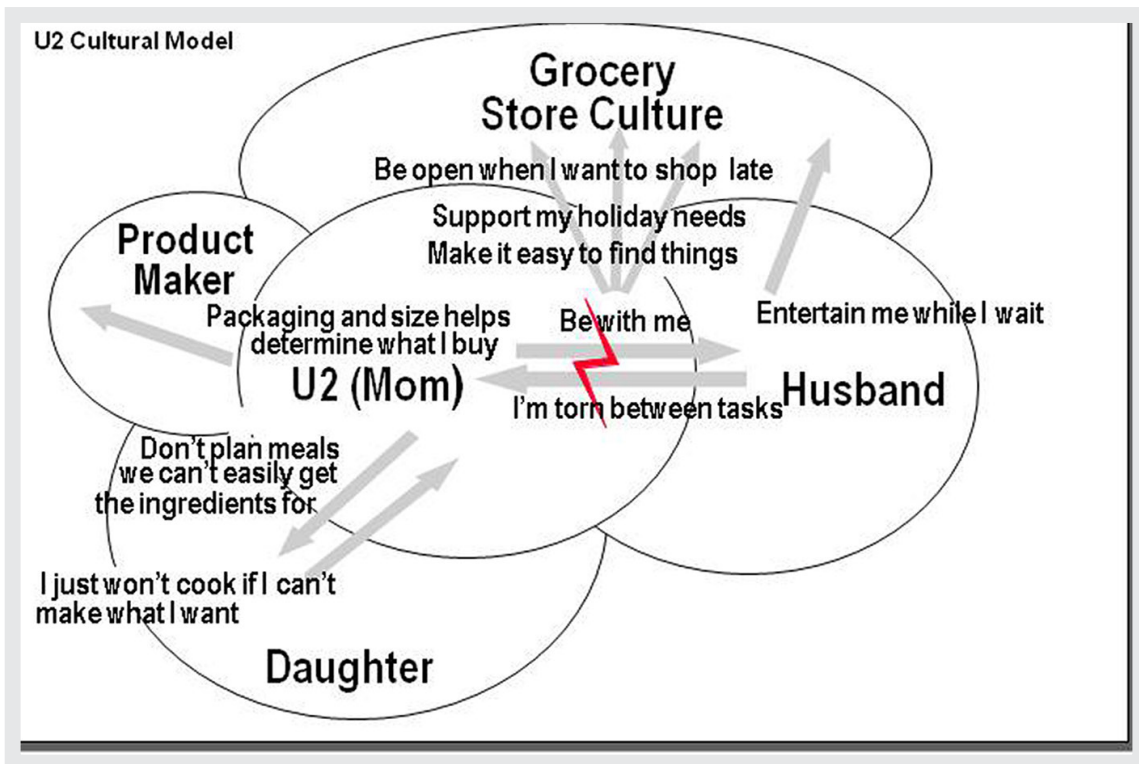 U2 Cultural Model
Grocery
Store Culture
Be open when I want to shop late
Support my holiday needs
Make it easy to find things
Product
Maker
Packaging and size helps
determine what I buy
U2 (Mom)
Be with me
I'm torn between tasks
Entertain me while I wait
Husband
Don't plan meals
we can't easily get
the ingredients for
I just won't cook if I can't
make what I want
Daughter